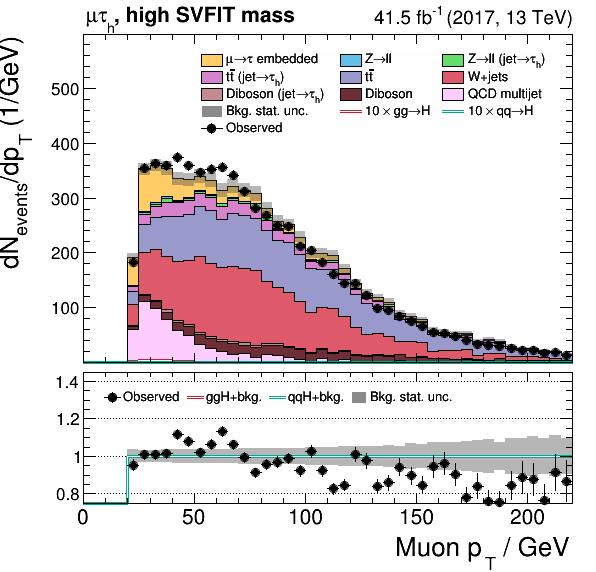 μτh, high SVFIT mass 41.5 fb-1 (2017, 13 TeV)
dNevents/dpT (1/GeV)
μ→τ embedded Z→ll Z→ll (jet→τh)
tt̄ (jet→τh) tt̄ W+jets
Diboson (jet→τh) Diboson QCD multijet
Bkg. stat. unc. 10 × gg→H 10 × qq→H
Observed
500
400
300
200
100
Observed ggH+bkg. qqH+bkg. Bkg. stat. unc.
1.4
1.2
1
0.8
0 50 100 150 200
Muon pT / GeV